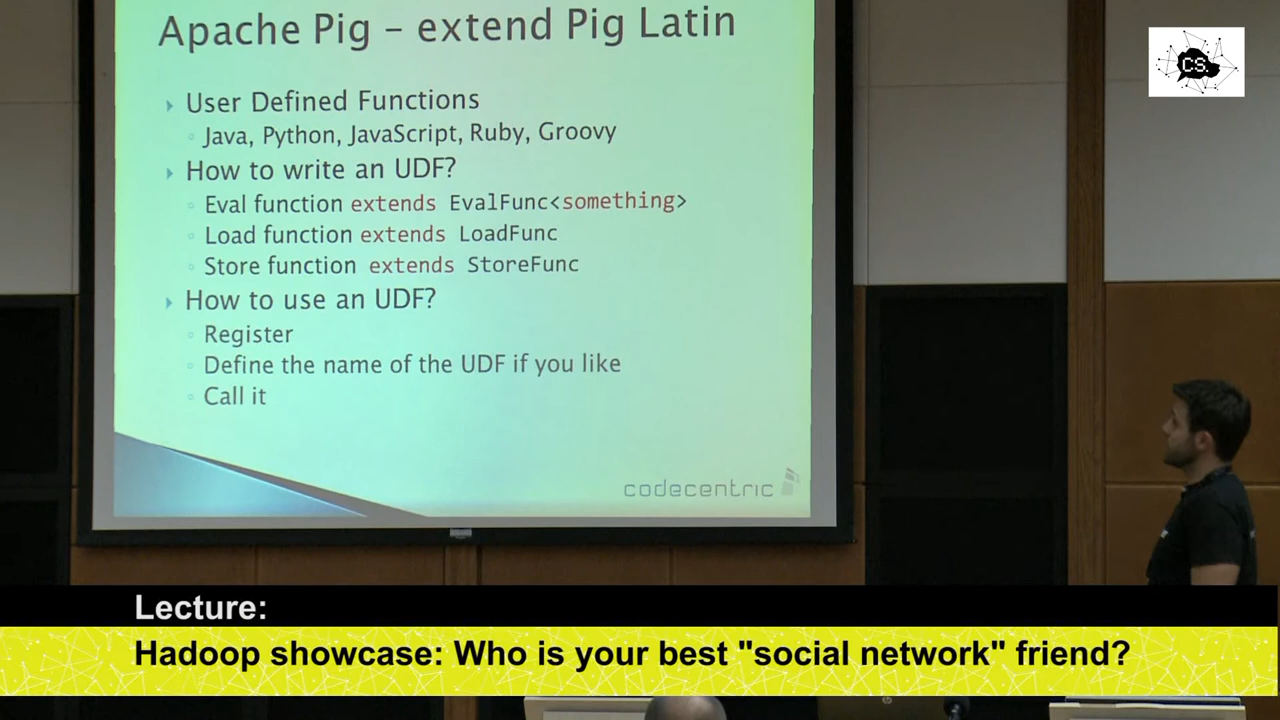 Apache Pig – extend Pig Latin
CS.
User Defined Functions
Java, Python, JavaScript, Ruby, Groovy
How to write an UDF?
Eval function extends EvalFunc<something>
Load function extends LoadFunc
Store function extends StoreFunc
How to use an UDF?
Register
Define the name of the UDF if you like
Call it
codecentric
Lecture:
Hadoop showcase: Who is your best "social network" friend?